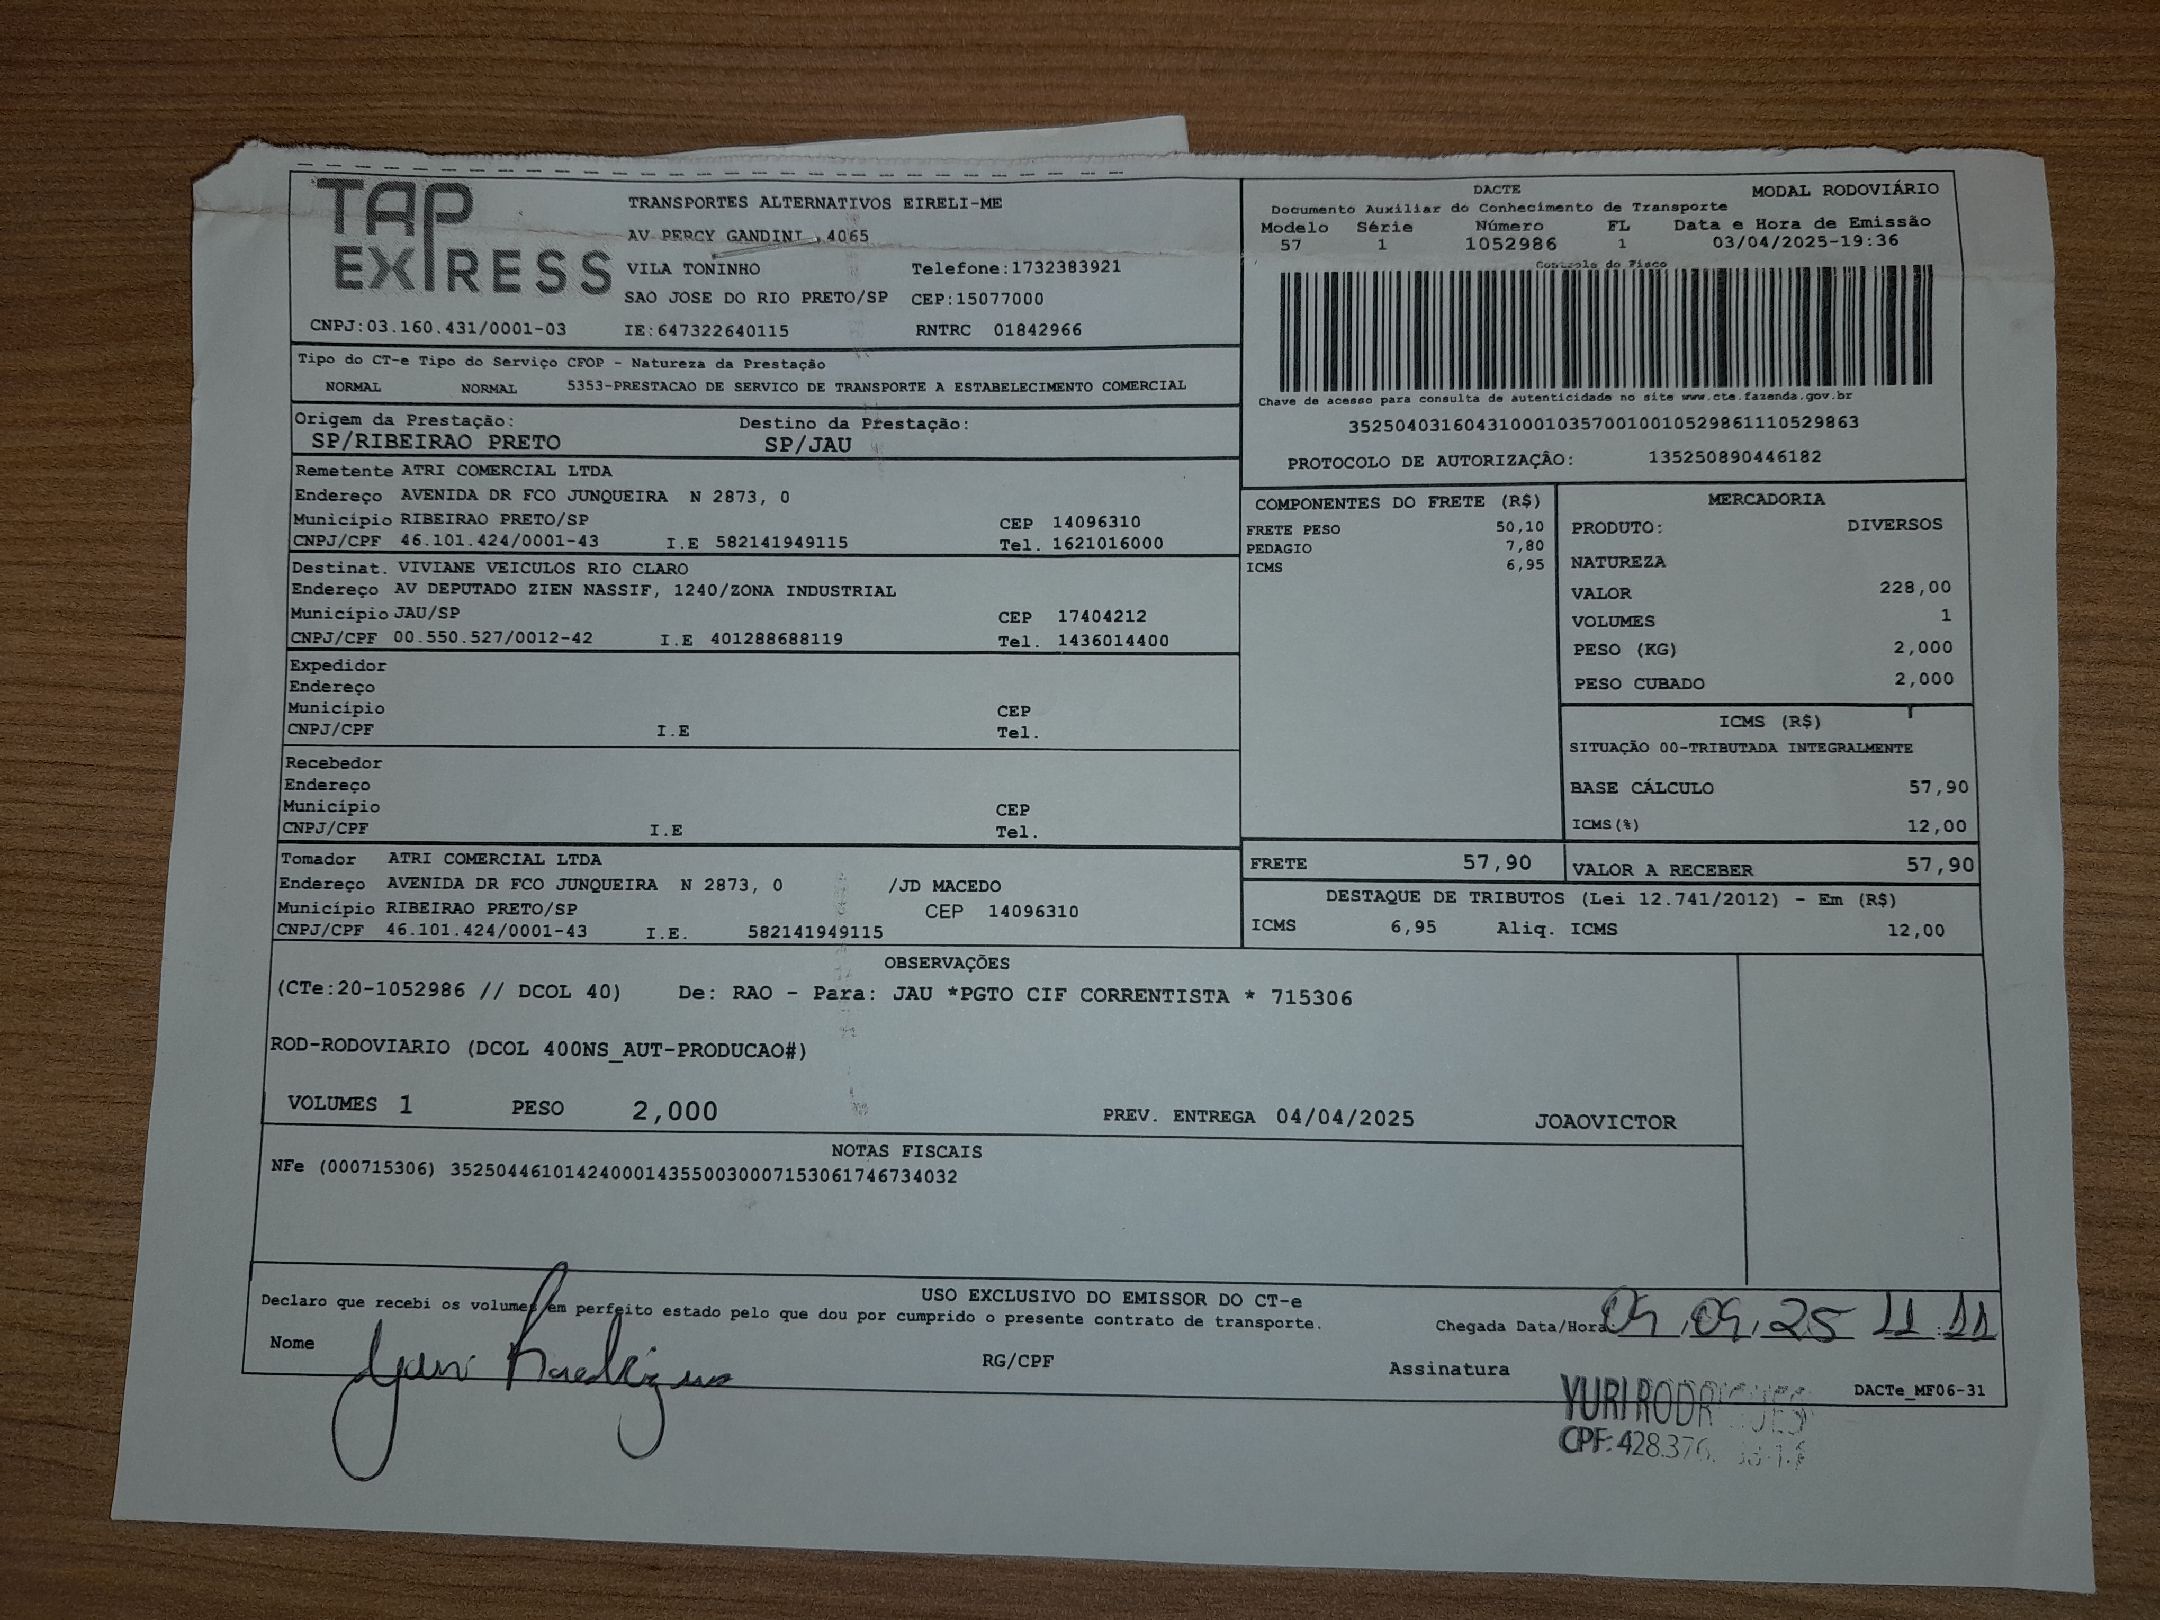 TAP EXPRESS
TRANSPORTES ALTERNATIVOS EIRELI-ME
AV PERCY GANDINI ,4065
VILA TONINHO Telefone:1732383921
SAO JOSE DO RIO PRETO/SP CEP:15077000
CNPJ:03.160.431/0001-03 IE:647322640115 RNTRC 01842966
DACTE MODAL RODOVIÁRIO
Documento Auxiliar do Conhecimento de Transporte
Modelo Série Número FL Data e Hora de Emissão
57 1 1052986 1 03/04/2025-19:36
Controle do Fisco
Chave de acesso para consulta de autenticidade no site www.cte.fazenda.gov.br
35250403160431000103570010010529861110529863
PROTOCOLO DE AUTORIZAÇÃO: 135250890446182
Tipo do CT-e Tipo do Serviço CFOP - Natureza da Prestação
NORMAL NORMAL 5353-PRESTACAO DE SERVICO DE TRANSPORTE A ESTABELECIMENTO COMERCIAL
Origem da Prestação: Destino da Prestação:
SP/RIBEIRAO PRETO SP/JAU
Remetente ATRI COMERCIAL LTDA
Endereço AVENIDA DR FCO JUNQUEIRA N 2873, 0
Município RIBEIRAO PRETO/SP CEP 14096310
CNPJ/CPF 46.101.424/0001-43 I.E 582141949115 Tel. 1621016000
Destinat. VIVIANE VEICULOS RIO CLARO
Endereço AV DEPUTADO ZIEN NASSIF, 1240/ZONA INDUSTRIAL
Município JAU/SP CEP 17404212
CNPJ/CPF 00.550.527/0012-42 I.E 401288688119 Tel. 1436014400
Expedidor
Endereço
Município CEP
CNPJ/CPF I.E Tel.
Recebedor
Endereço
Município CEP
CNPJ/CPF I.E Tel.
Tomador ATRI COMERCIAL LTDA
Endereço AVENIDA DR FCO JUNQUEIRA N 2873, 0 /JD MACEDO
Município RIBEIRAO PRETO/SP CEP 14096310
CNPJ/CPF 46.101.424/0001-43 I.E. 582141949115
COMPONENTES DO FRETE (R$)
FRETE PESO 50,10
PEDAGIO 7,80
ICMS 6,95
MERCADORIA
PRODUTO: DIVERSOS
NATUREZA
VALOR 228,00
VOLUMES 1
PESO (KG) 2,000
PESO CUBADO 2,000
ICMS (R$)
SITUAÇÃO 00-TRIBUTADA INTEGRALMENTE
BASE CÁLCULO 57,90
ICMS(%) 12,00
FRETE 57,90 VALOR A RECEBER 57,90
DESTAQUE DE TRIBUTOS (Lei 12.741/2012) - Em (R$)
ICMS 6,95 Aliq. ICMS 12,00
OBSERVAÇÕES
(CTe:20-1052986 // DCOL 40) De: RAO - Para: JAU *PGTO CIF CORRENTISTA * 715306
ROD-RODOVIARIO (DCOL 400NS_AUT-PRODUCAO#)
VOLUMES 1 PESO 2,000 PREV. ENTREGA 04/04/2025 JOAOVICTOR
NOTAS FISCAIS
NFe (000715306) 35250446101424000143550030007153061746734032
USO EXCLUSIVO DO EMISSOR DO CT-e
Declaro que recebi os volumes em perfeito estado pelo que dou por cumprido o presente contrato de transporte.
Chegada Data/Hora 04,04,25 11:11
Nome Yuri Rodrigues RG/CPF Assinatura
DACTe_MF06-31
YURI RODRIGUES
CPF: 428.376.